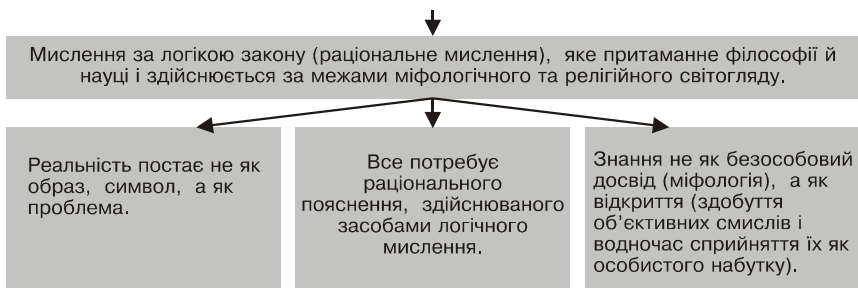 Мислення за логікою закону (раціональне мислення), яке притаманне філософії й
науці і здійснюється за межами міфологічного та релігійного світогляду.
Реальність постає не як
образ, символ, а як
проблема.
Все потребує
раціонального
пояснення, здійснюваного
засобами логічного
мислення.
Знання не як безособовий
досвід (міфологія), а як
відкриття (здобуття
об’єктивних смислів і
водночас сприйняття їх як
особистого набутку).